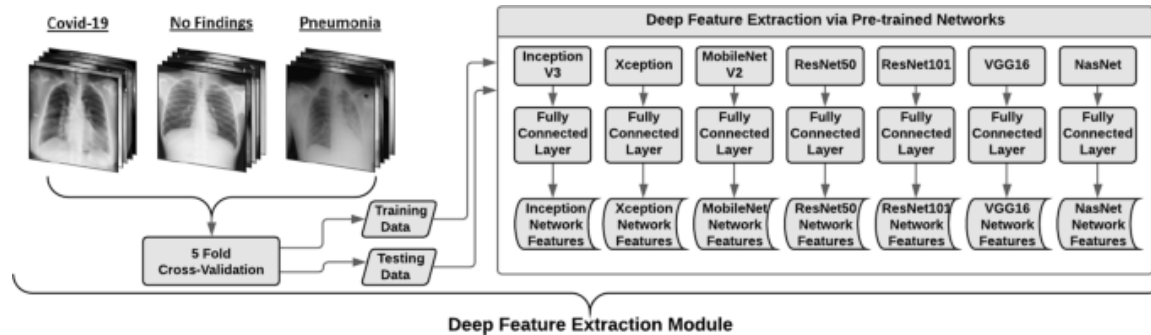 Covid-19
No Findings
Pneumonia
5 Fold
Cross-Validation
Training
Data
Testing
Data
Deep Feature Extraction via Pre-trained Networks
Inception
V3
Xception
MobileNet
V2
ResNet50
ResNet101
VGG16
NasNet
Fully
Connected
Layer
Fully
Connected
Layer
Fully
Connected
Layer
Fully
Connected
Layer
Fully
Connected
Layer
Fully
Connected
Layer
Fully
Connected
Layer
Inception
Network
Features
Xception
Network
Features
MobileNet
Network
Features
ResNet50
Network
Features
ResNet101
Network
Features
VGG16
Network
Features
NasNet
Network
Features
Deep Feature Extraction Module